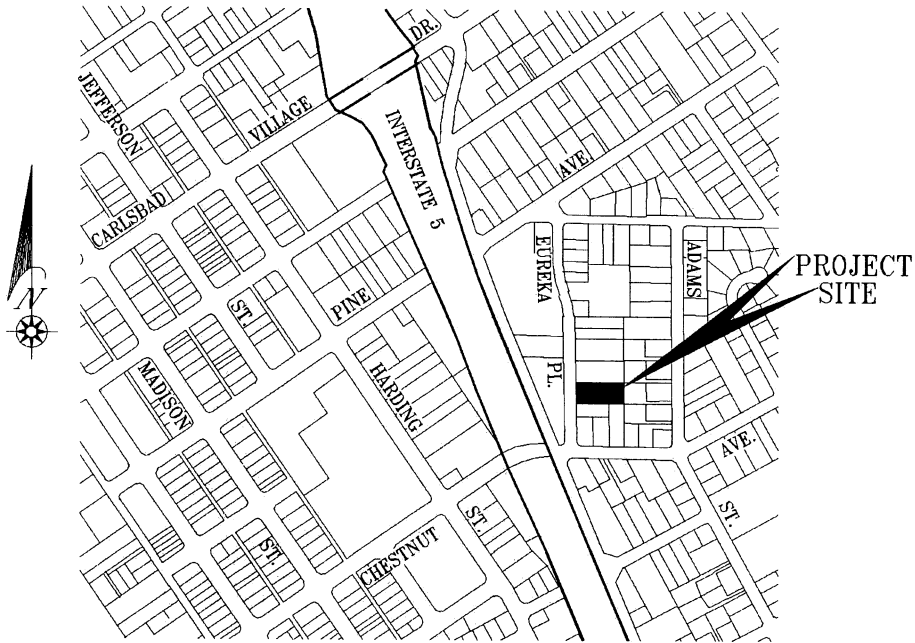 DR.
VILLAGE
CARLSBAD
JEFFERSON
ST.
INTERSTATE 5
AVE.
PINE
EUREKA
PL.
ADAMS
ST.
PROJECT
SITE
N
MADISON
ST.
HARDING
ST.
CHESTNUT
AVE.